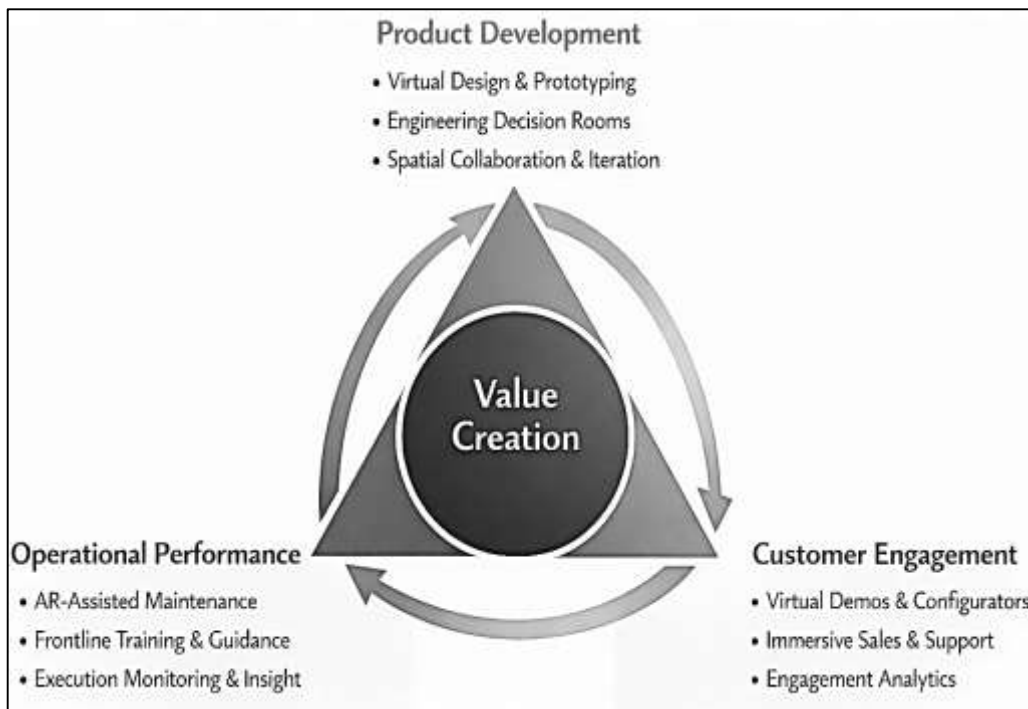 Product Development
• Virtual Design & Prototyping
• Engineering Decision Rooms
• Spatial Collaboration & Iteration
Value
Creation
Operational Performance
• AR-Assisted Maintenance
• Frontline Training & Guidance
• Execution Monitoring & Insight
Customer Engagement
• Virtual Demos & Configurators
• Immersive Sales & Support
• Engagement Analytics